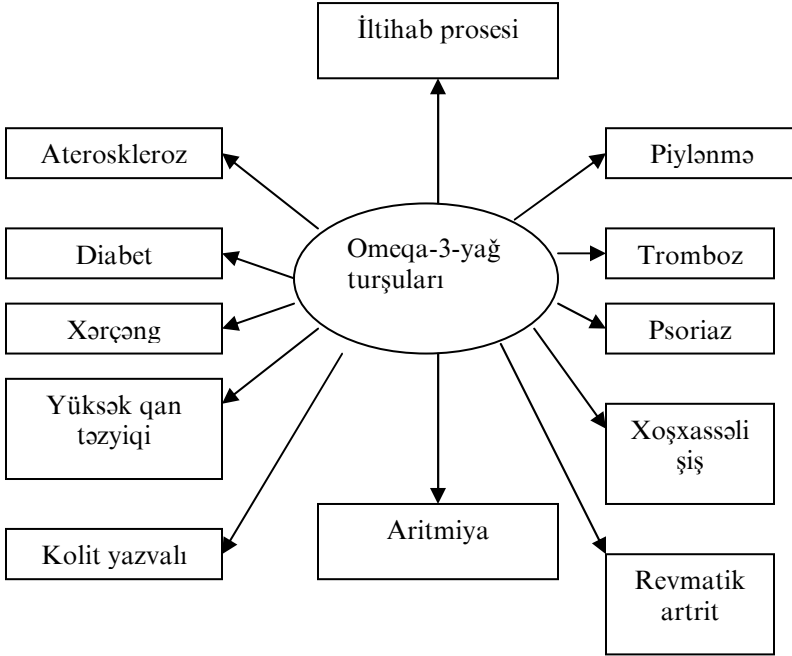 İltihab prosesi
Ateroskleroz
Piylənmə
Omeqa-3-yağ
turşuları
Diabet
Tromboz
Xərçəng
Psoriaz
Yüksək qan
təzyiqi
Xoşxassəli
şiş
Aritmiya
Kolit yazvalı
Revmatik
artrit